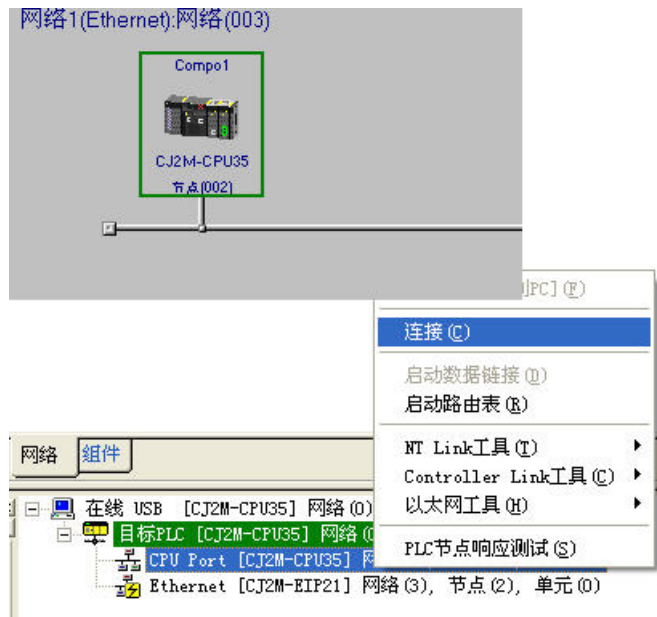 网络1(Ethernet):网络(003)
Compo1
CJ2M-CPU35
节点(002)
PC](F)
连接(C)
启动数据链接(D)
启动路由表(R)
NT Link工具(T)
Controller Link工具(C)
以太网工具(H)
PLC节点响应测试(S)
网络 组件
在线 USB [CJ2M-CPU35] 网络(0)
目标PLC [CJ2M-CPU35] 网络(
CPU Port [CJ2M-CPU35]
Ethernet [CJ2M-EIP21] 网络(3), 节点(2), 单元(0)